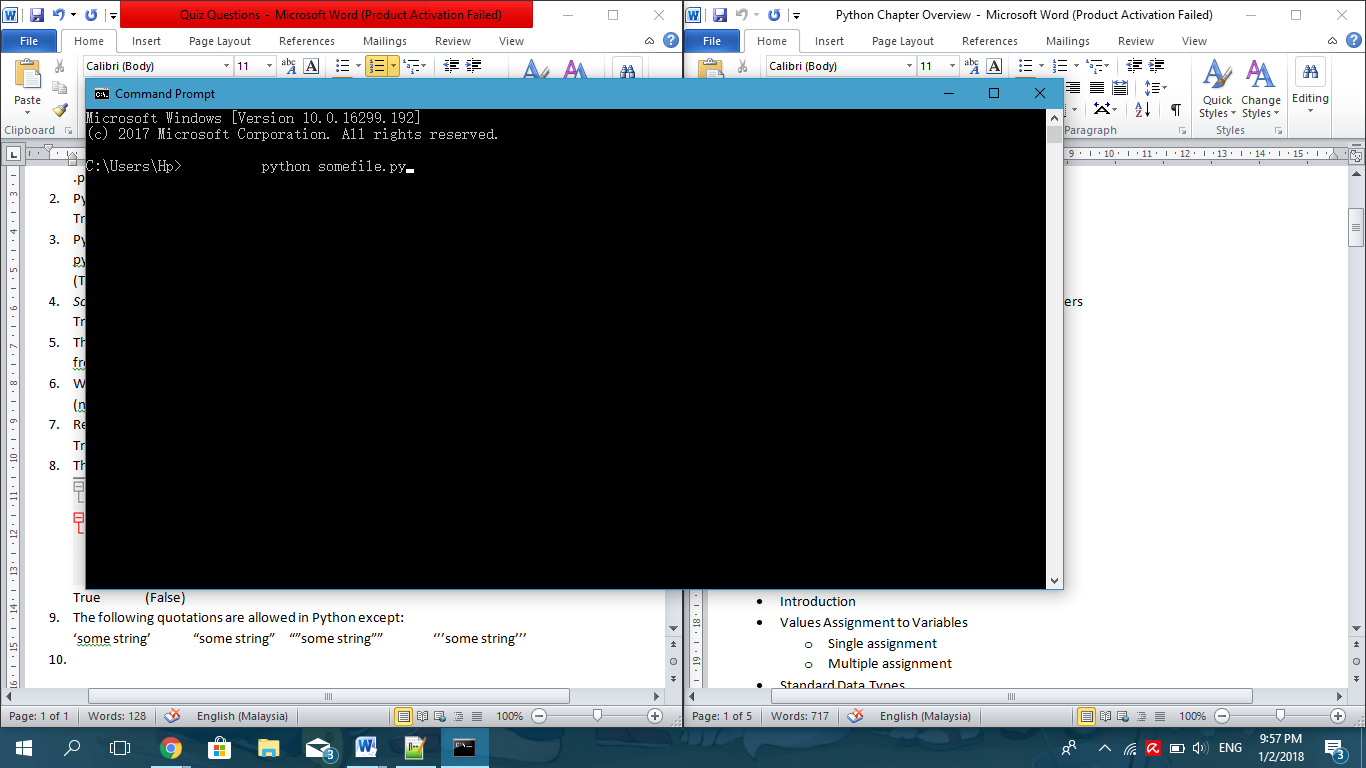 Quiz Questions - Microsoft Word (Product Activation Failed)
File Home Insert Page Layout References Mailings Review View
Calibri (Body) 11
Paste
Clipboard
Python Chapter Overview - Microsoft Word (Product Activation Failed)
File Home Insert Page Layout References Mailings Review View
Calibri (Body) 11
Quick Styles
Change Styles
Editing
Paragraph
Styles
Command Prompt
Microsoft Windows [Version 10.0.16299.192]
(c) 2017 Microsoft Corporation. All rights reserved.
C:\Users\Hp> python somefile.py
.p
2. Py
Tr
3. Py
py
(T
4. Sc
Tr
5. Th
fro
6. W
(n
7. Re
Tr
8. Th
True (False)
9. The following quotations are allowed in Python except:
‘some string’ “some string” “”some string”” ‘’’some string’’’
10.
ers
• Introduction
• Values Assignment to Variables
o Single assignment
o Multiple assignment
• Standard Data Types
Page: 1 of 1 Words: 128 English (Malaysia) 100%
Page: 1 of 5 Words: 717 English (Malaysia) 100%
3
ENG
9:57 PM
1/2/2018
3